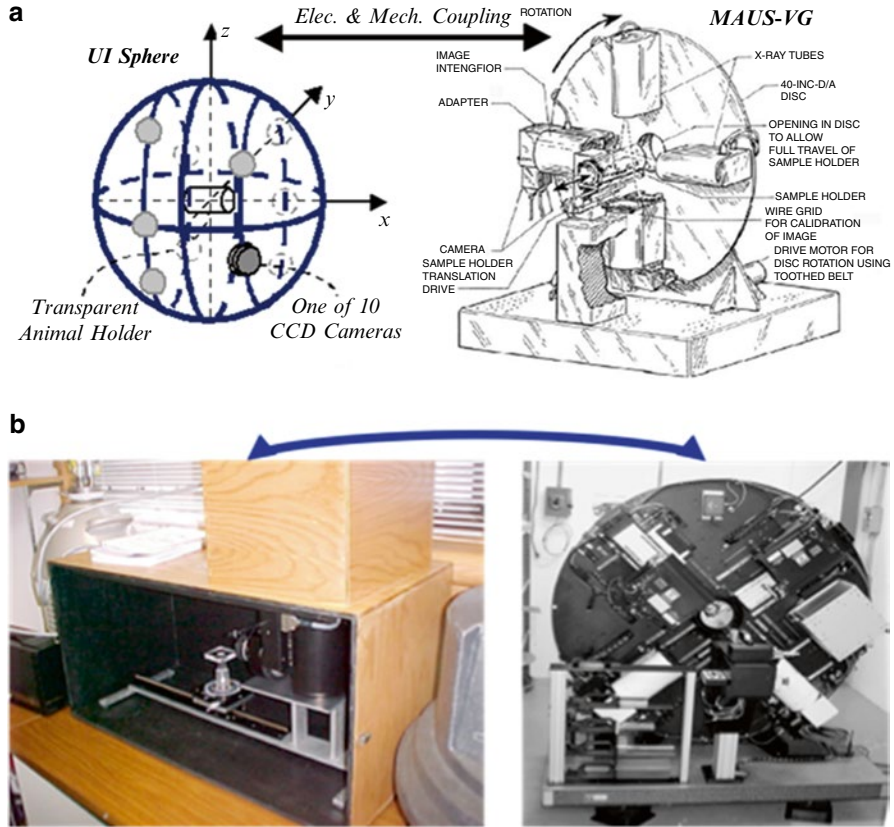 a
Elec. & Mech. Coupling
ROTATION
MAUS-VG
UI Sphere
z
y
x
Transparent
Animal Holder
One of 10
CCD Cameras
IMAGE
INTENGFIOR
ADAPTER
CAMERA
SAMPLE HOLDER
TRANSLATION
DRIVE
X-RAY TUBES
40-INC-D/A
DISC
OPENING IN DISC
TO ALLOW
FULL TRAVEL OF
SAMPLE HOLDER
SAMPLE HOLDER
WIRE GRID
FOR CALIDRATION
OF IMAGE
DRIVE MOTOR FOR
DISC ROTATION USING
TOOTHED BELT
b